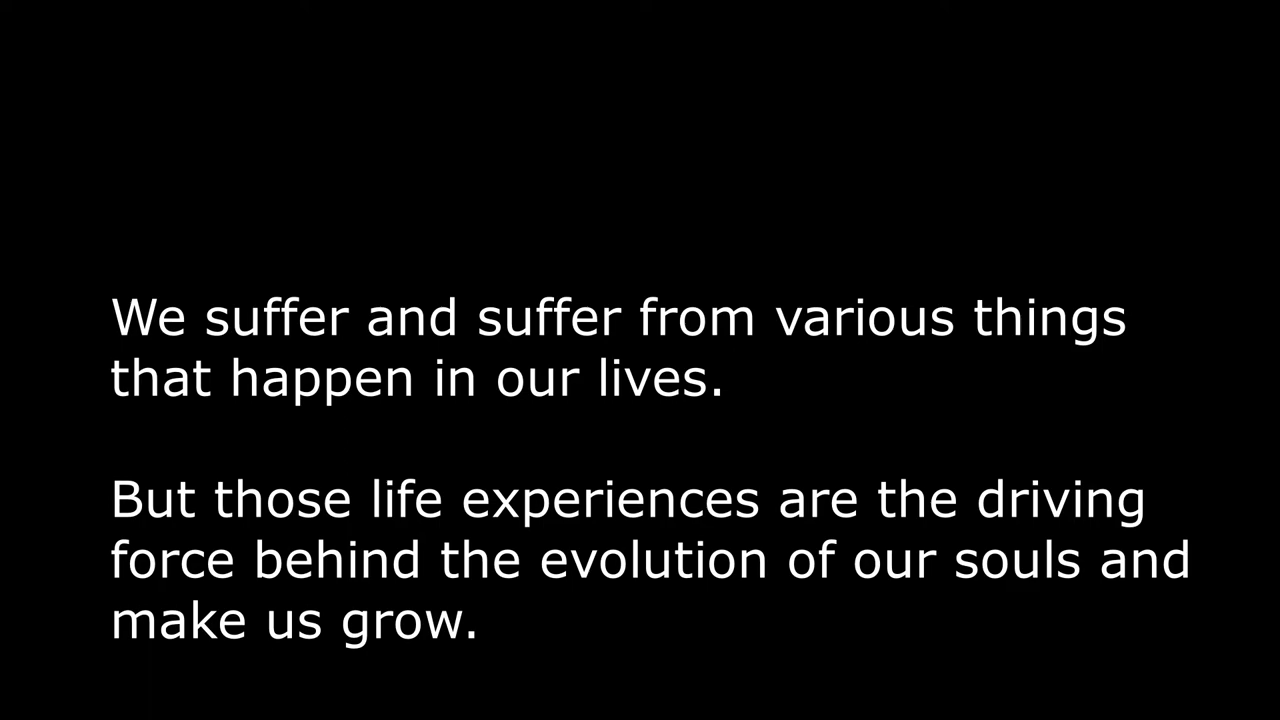 We suffer and suffer from various things
that happen in our lives.
But those life experiences are the driving
force behind the evolution of our souls and
make us grow.